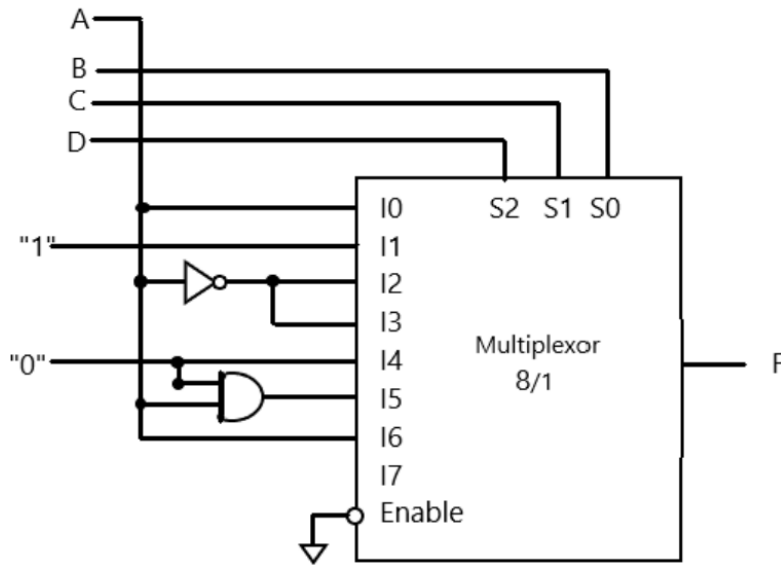 A
B
C
D
"1"
"0"
I0
I1
I2
I3
I4
I5
I6
I7
Enable
S2 S1 S0
Multiplexor
8/1
F